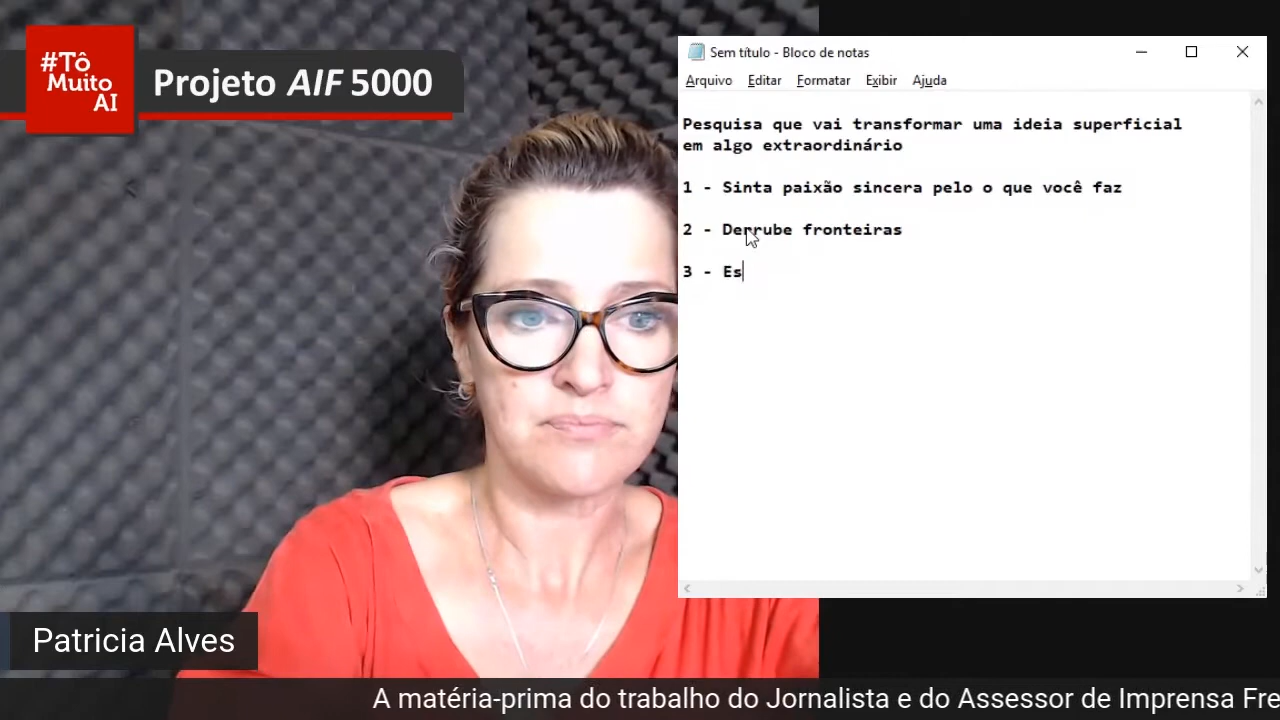 #Tô
Muito
AI
Projeto AIF 5000
Sem título - Bloco de notas
Arquivo Editar Formatar Exibir Ajuda
Pesquisa que vai transformar uma ideia superficial
em algo extraordinário
1 - Sinta paixão sincera pelo o que você faz
2 - Derrube fronteiras
3 - Es
Patricia Alves
A matéria-prima do trabalho do Jornalista e do Assessor de Imprensa Fre